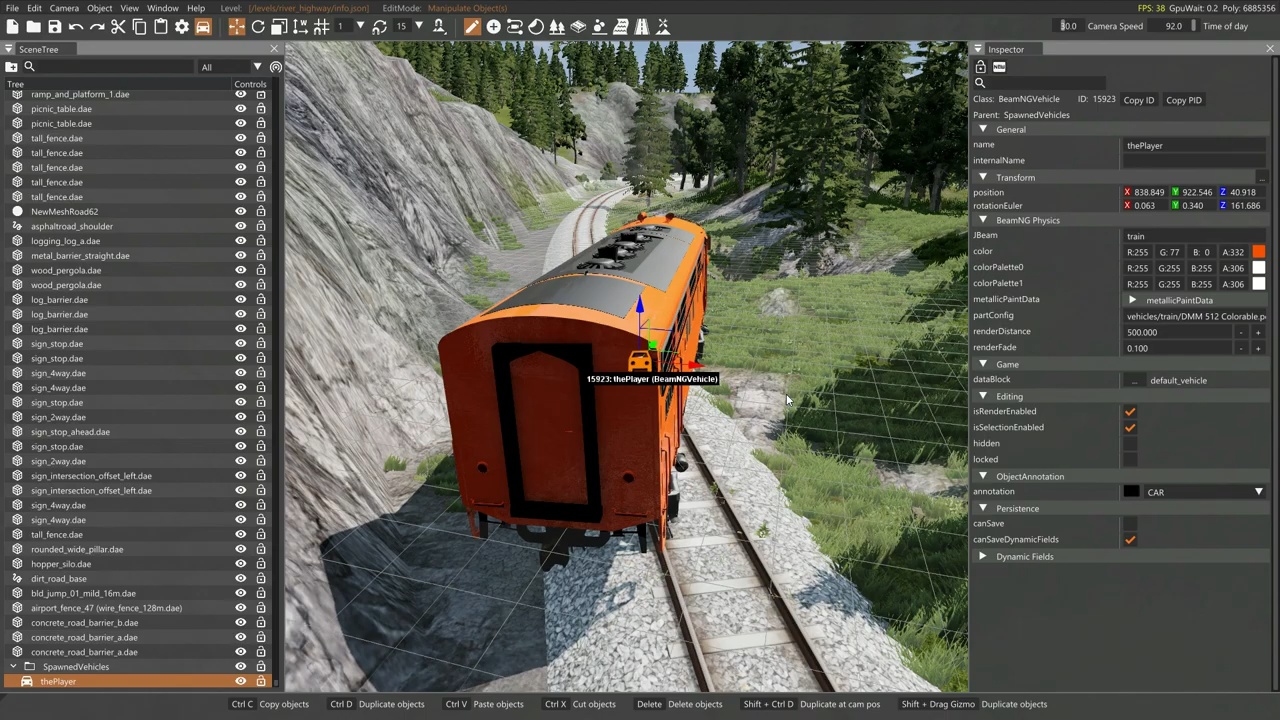 File Edit Camera Object View Window Help Level: [/levels/river_highway/info.json] EditMode: Manipulate Object(s) FPS: 38 GpuWait: 0.2 Poly: 6885356
1 15 Camera Speed 92.0 Time of day
SceneTree
All
Tree Controls
ramp_and_platform_1.dae
picnic_table.dae
picnic_table.dae
tall_fence.dae
tall_fence.dae
tall_fence.dae
tall_fence.dae
tall_fence.dae
NewMeshRoad62
asphaltroad_shoulder
logging_log_a.dae
metal_barrier_straight.dae
wood_pergola.dae
wood_pergola.dae
log_barrier.dae
log_barrier.dae
log_barrier.dae
sign_stop.dae
sign_stop.dae
sign_4way.dae
sign_4way.dae
sign_stop.dae
sign_2way.dae
sign_stop_ahead.dae
sign_stop.dae
sign_2way.dae
sign_intersection_offset_left.dae
sign_intersection_offset_left.dae
sign_4way.dae
sign_4way.dae
tall_fence.dae
rounded_wide_pillar.dae
hopper_silo.dae
dirt_road_base
bld_jump_01_mild_16m.dae
airport_fence_47 (wire_fence_128m.dae)
concrete_road_barrier_b.dae
concrete_road_barrier_a.dae
concrete_road_barrier_a.dae
SpawnedVehicles
thePlayer
15923: thePlayer (BeamNGVehicle)
Inspector
NEW
Class: BeamNGVehicle ID: 15923 Copy ID Copy PID
Parent: SpawnedVehicles
General
name thePlayer
internalName
Transform ...
position X 838.849 Y 922.546 Z 40.918
rotationEuler X 0.063 Y 0.340 Z 161.686
BeamNG Physics
JBeam train
color R:255 G: 77 B: 0 A:332
colorPalette0 R:255 G:255 B:255 A:306
colorPalette1 R:255 G:255 B:255 A:306
metallicPaintData metallicPaintData
partConfig vehicles/train/DMM 512 Colorable.p
renderDistance 500.000 - +
renderFade 0.100 - +
Game
dataBlock ... default_vehicle
Editing
isRenderEnabled
isSelectionEnabled
hidden
locked
ObjectAnnotation
annotation CAR
Persistence
canSave
canSaveDynamicFields
Dynamic Fields
Ctrl C Copy objects Ctrl D Duplicate objects Ctrl V Paste objects Ctrl X Cut objects Delete Delete objects Shift + Ctrl D Duplicate at cam pos Shift + Drag Gizmo Duplicate objects